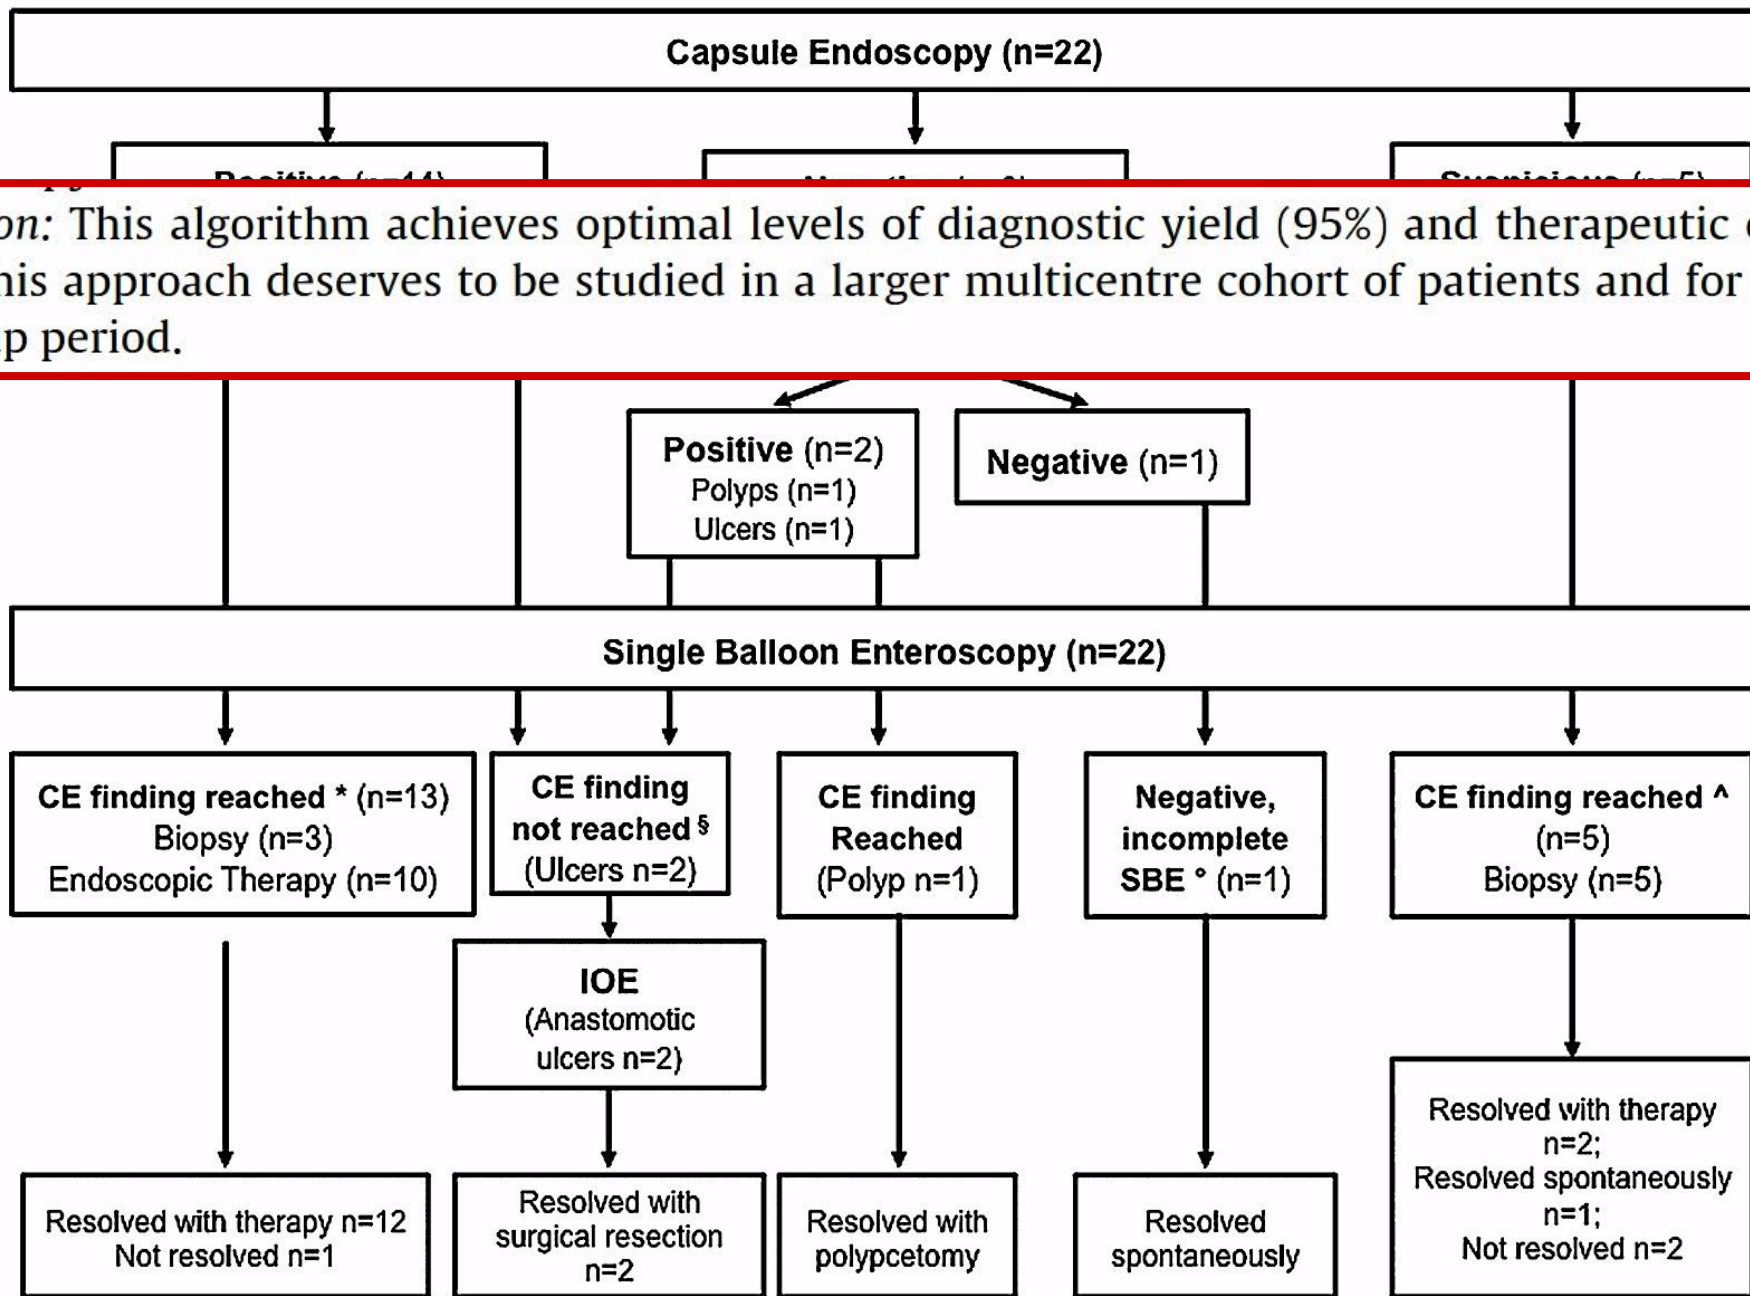 Capsule Endoscopy (n=22)
Positive (n=14)
Suspicious (n=5)
on: This algorithm achieves optimal levels of diagnostic yield (95%) and therapeutic
his approach deserves to be studied in a larger multicentre cohort of patients and for
p period.
Positive (n=2)
Polyps (n=1)
Ulcers (n=1)
Negative (n=1)
Single Balloon Enteroscopy (n=22)
CE finding reached * (n=13)
Biopsy (n=3)
Endoscopic Therapy (n=10)
CE finding
not reached §
(Ulcers n=2)
CE finding
Reached
(Polyp n=1)
Negative,
incomplete
SBE ° (n=1)
CE finding reached ^
(n=5)
Biopsy (n=5)
IOE
(Anastomotic
ulcers n=2)
Resolved with therapy n=12
Not resolved n=1
Resolved with
surgical resection
n=2
Resolved with
polypcetomy
Resolved
spontaneously
Resolved with therapy
n=2;
Resolved spontaneously
n=1;
Not resolved n=2